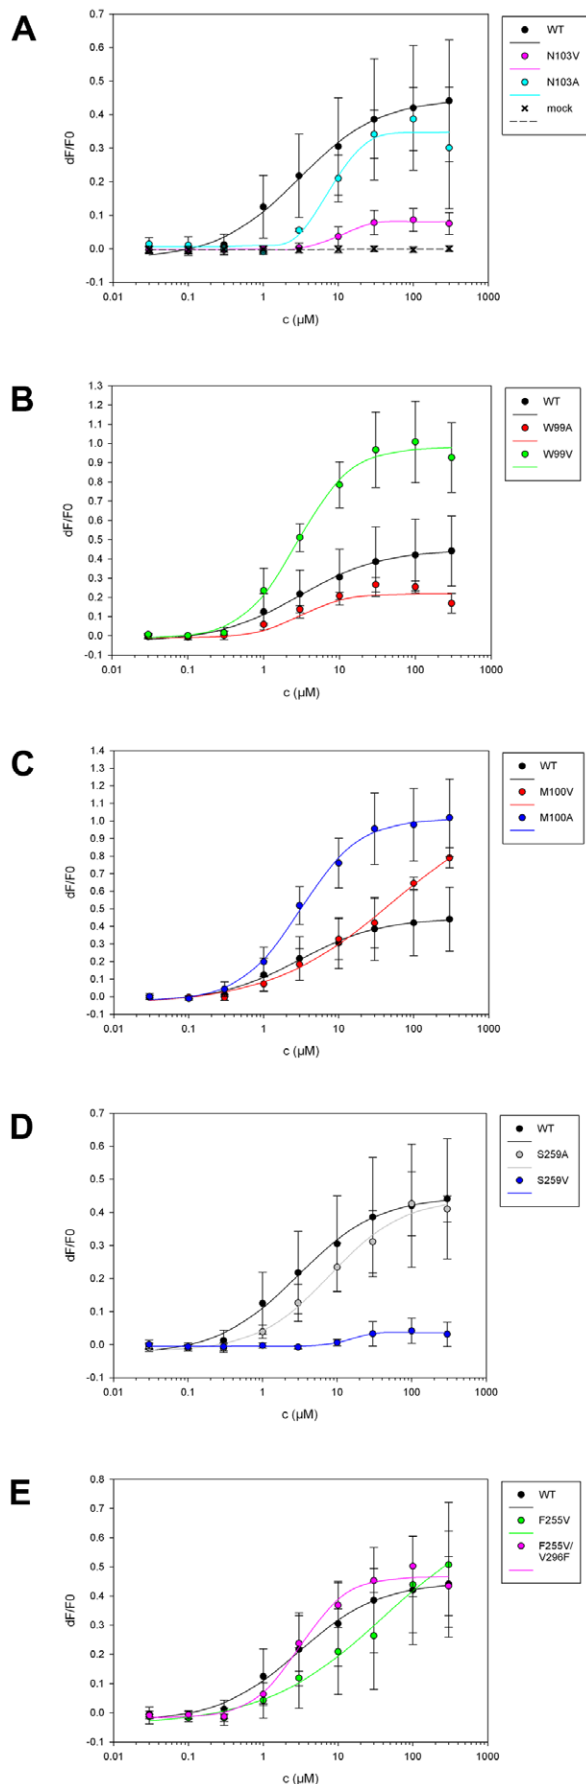 A
dF/F0
0.7
0.6
0.5
0.4
0.3
0.2
0.1
0.0
-0.1
0.01
0.1
1
10
100
1000
c (µM)
WT
N103V
N103A
mock
B
dF/F0
1.3
1.2
1.1
1.0
0.9
0.8
0.7
0.6
0.5
0.4
0.3
0.2
0.1
0.0
-0.1
0.01
0.1
1
10
100
1000
c (µM)
WT
W99A
W99V
C
dF/F0
1.4
1.3
1.2
1.1
1.0
0.9
0.8
0.7
0.6
0.5
0.4
0.3
0.2
0.1
0.0
-0.1
0.01
0.1
1
10
100
1000
c (µM)
WT
M100V
M100A
D
dF/F0
0.7
0.6
0.5
0.4
0.3
0.2
0.1
0.0
-0.1
0.01
0.1
1
10
100
1000
c (µM)
WT
S259A
S259V
E
dF/F0
0.8
0.7
0.6
0.5
0.4
0.3
0.2
0.1
0.0
-0.1
0.01
0.1
1
10
100
1000
c (µM)
WT
F255V
F255V/
V296F